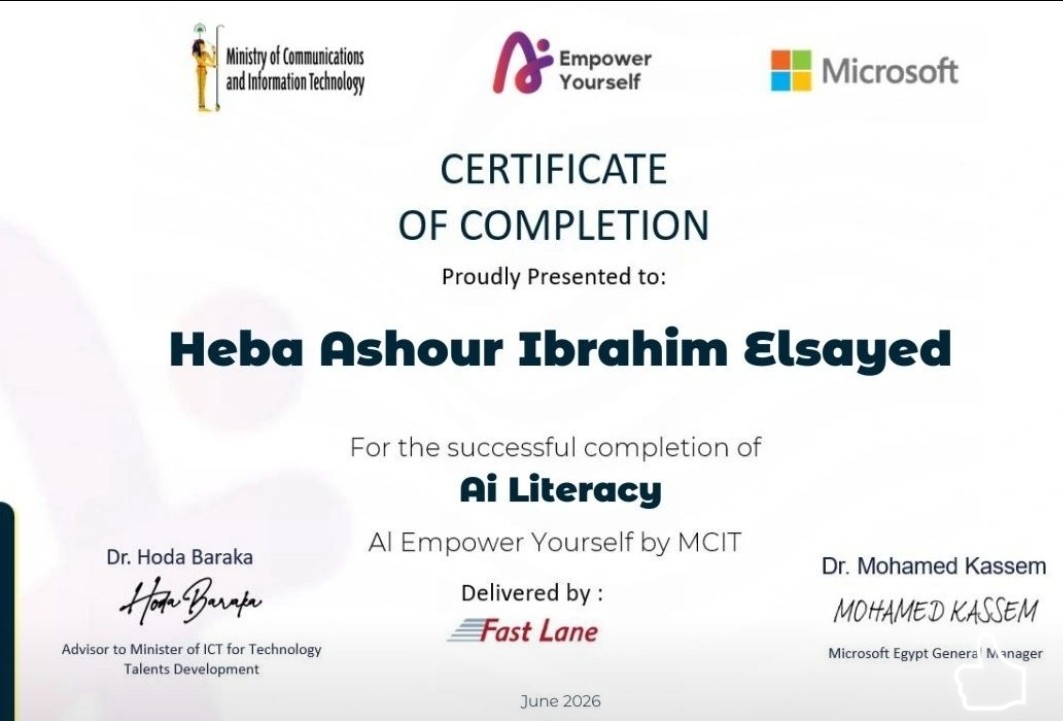 Ministry of Communications
and Information Technology
Empower
Yourself
Microsoft
CERTIFICATE
OF COMPLETION
Proudly Presented to:
Heba Ashour Ibrahim Elsayed
For the successful completion of
Ai Literacy
AI Empower Yourself by MCIT
Dr. Hoda Baraka
Hoda Baraka
Advisor to Minister of ICT for Technology
Talents Development
Delivered by :
Fast Lane
Dr. Mohamed Kassem
MOHAMED KASSEM
Microsoft Egypt General Manager
June 2026